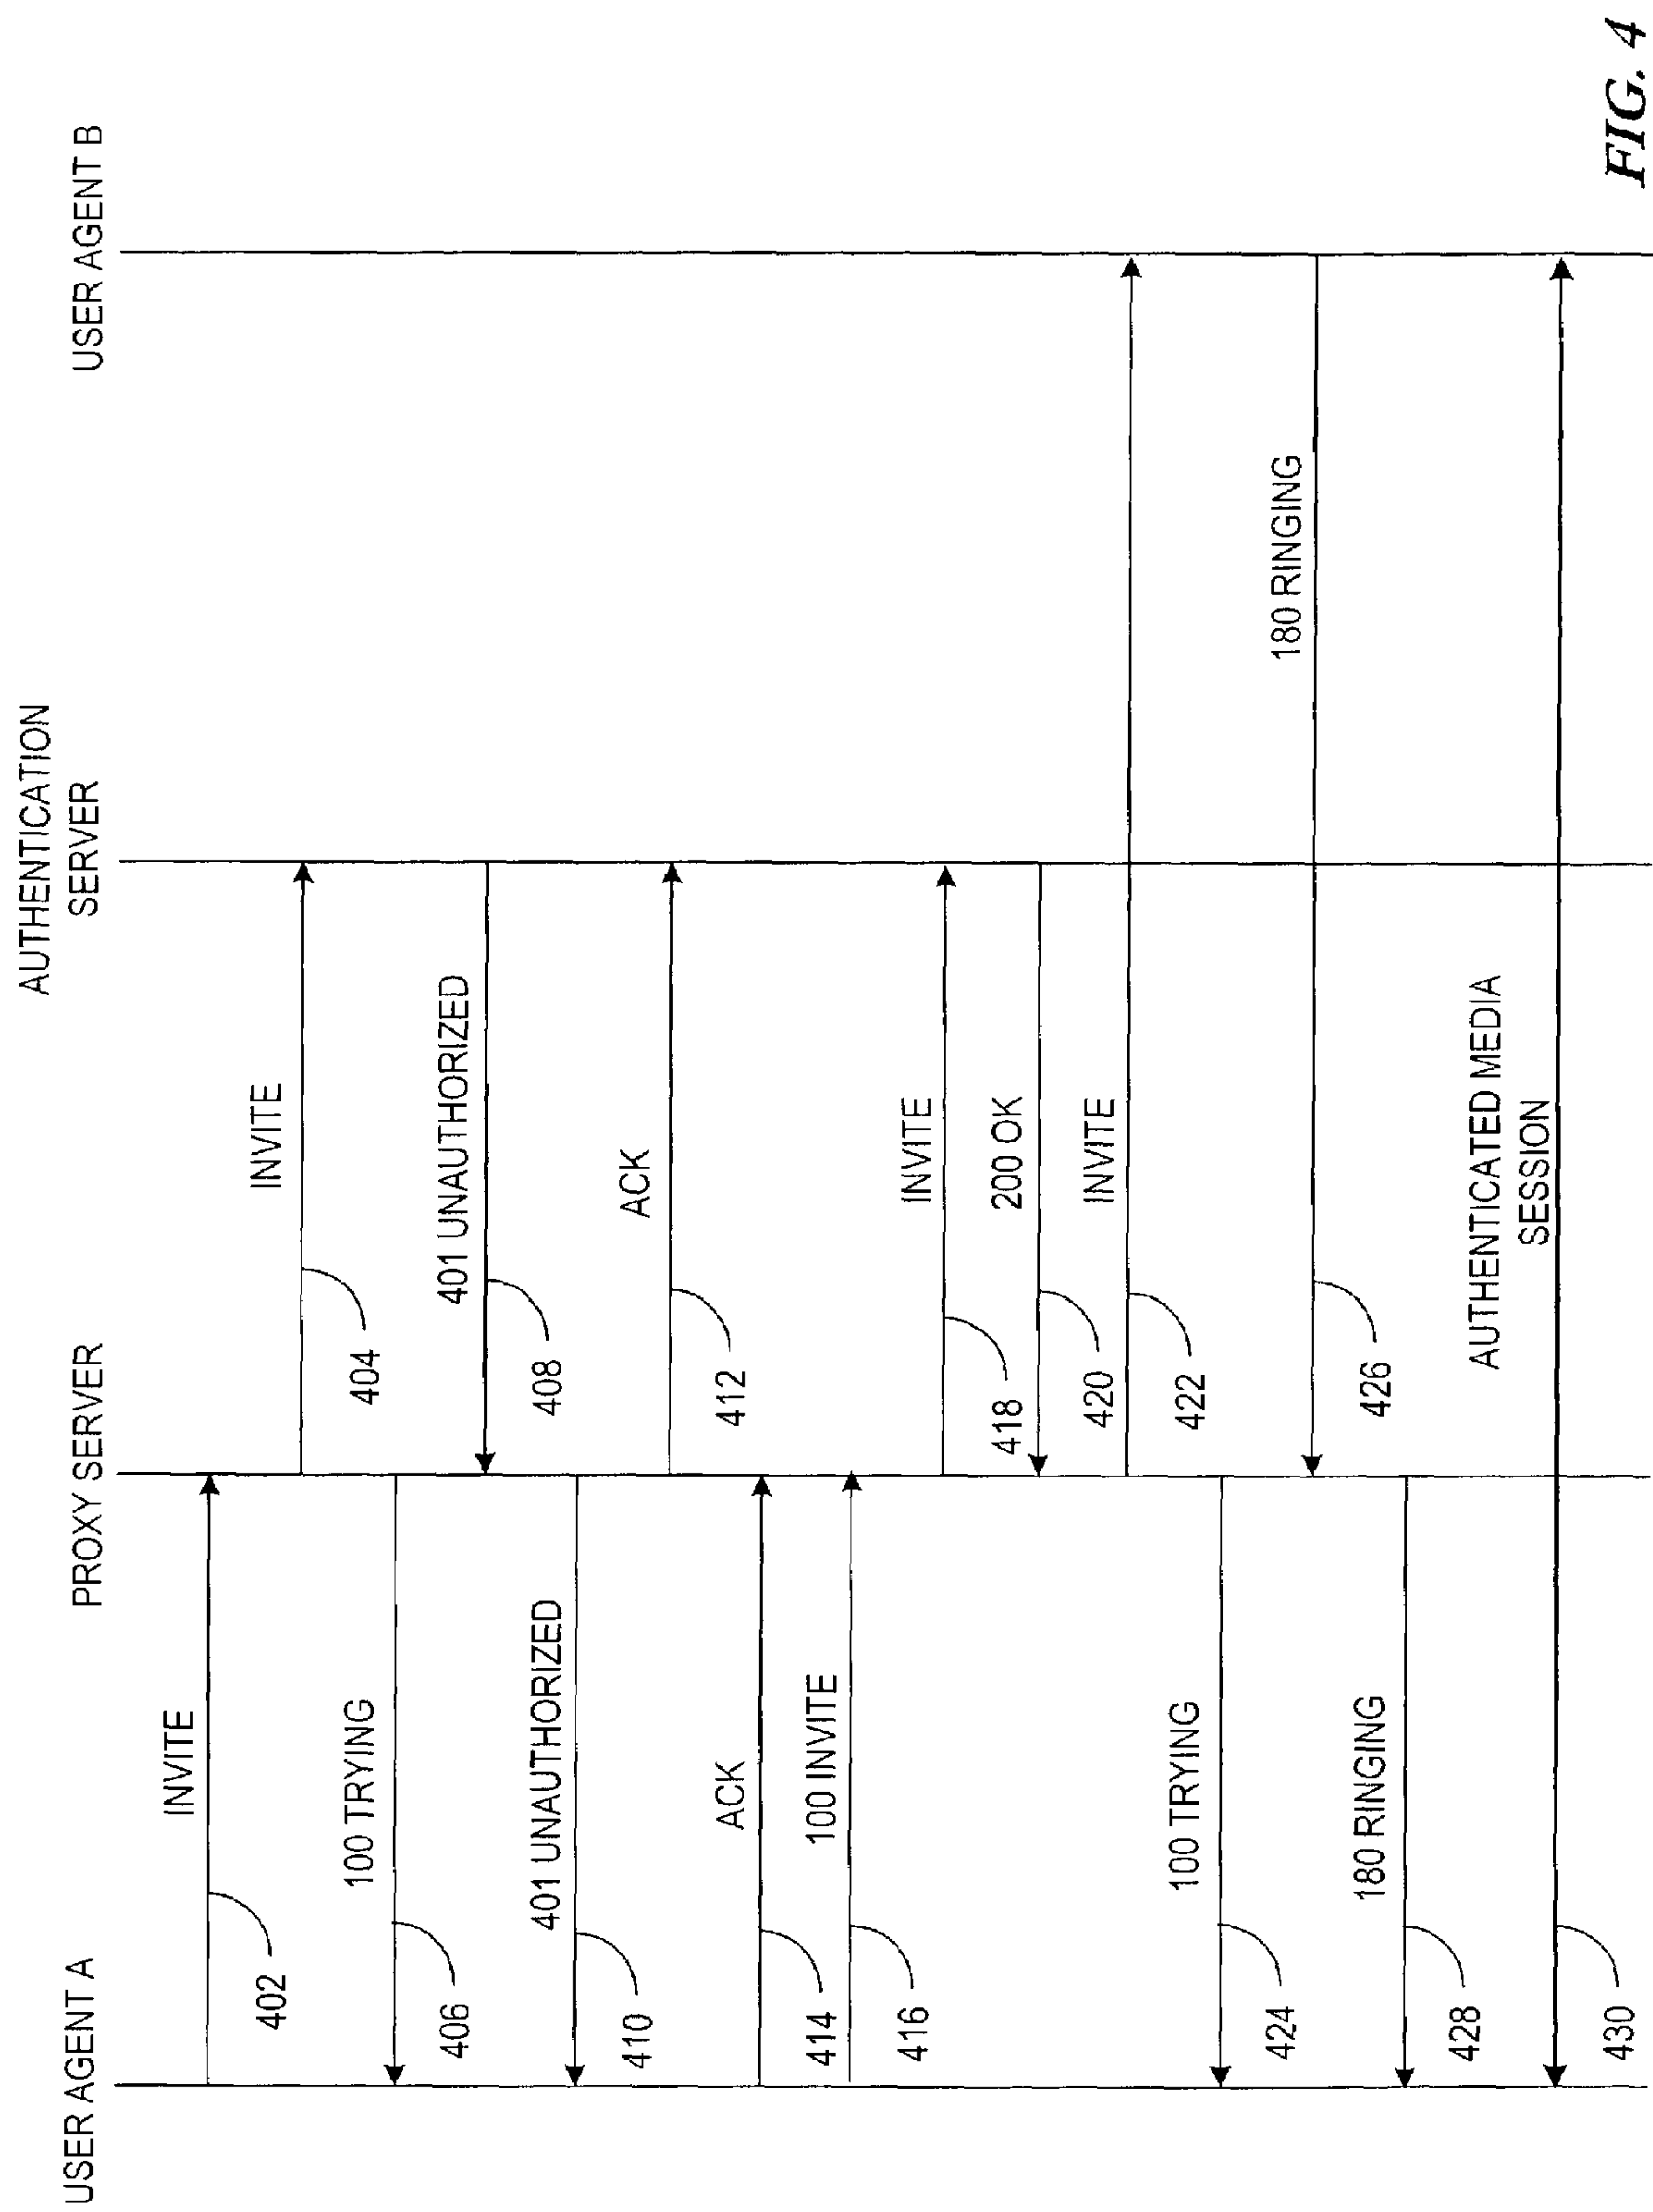 USER AGENT A
PROXY SERVER
AUTHENTICATION
SERVER
USER AGENT B
INVITE
402
INVITE
404
100 TRYING
406
401 UNAUTHORIZED
408
401 UNAUTHORIZED
410
ACK
412
ACK
414
100 INVITE
416
INVITE
418
200 OK
420
INVITE
422
100 TRYING
424
180 RINGING
426
180 RINGING
428
AUTHENTICATED MEDIA
SESSION
430
FIG. 4